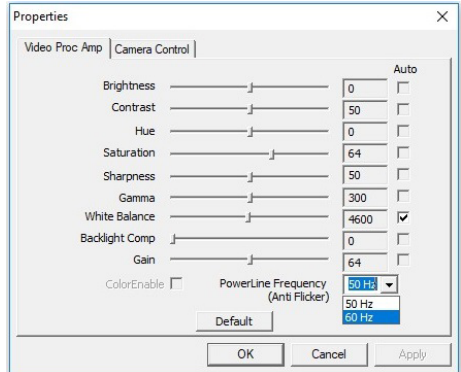 Properties
Video Proc Amp Camera Control
Auto
Brightness 0
Contrast 50
Hue 0
Saturation 64
Sharpness 50
Gamma 300
White Balance 4600
Backlight Comp 0
Gain 64
ColorEnable PowerLine Frequency 50 Hz
(Anti Flicker)
50 Hz
60 Hz
Default
OK Cancel Apply